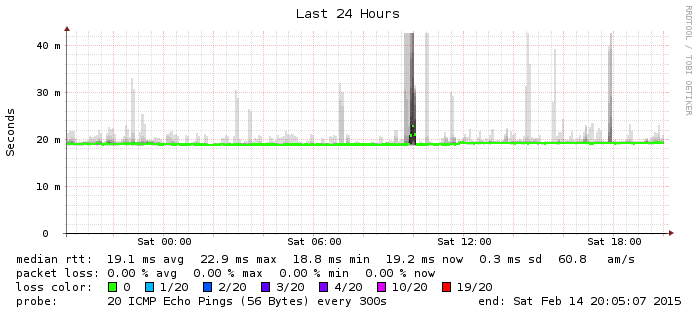 Last 24 Hours
RRDTOOL / TOBI OETIKER
Seconds
40 m
30 m
20 m
10 m
0
Sat 00:00 Sat 06:00 Sat 12:00 Sat 18:00
median rtt: 19.1 ms avg 22.9 ms max 18.8 ms min 19.2 ms now 0.3 ms sd 60.8 am/s
packet loss: 0.00 % avg 0.00 % max 0.00 % min 0.00 % now
loss color: 0 1/20 2/20 3/20 4/20 10/20 19/20
probe: 20 ICMP Echo Pings (56 Bytes) every 300s end: Sat Feb 14 20:05:07 2015